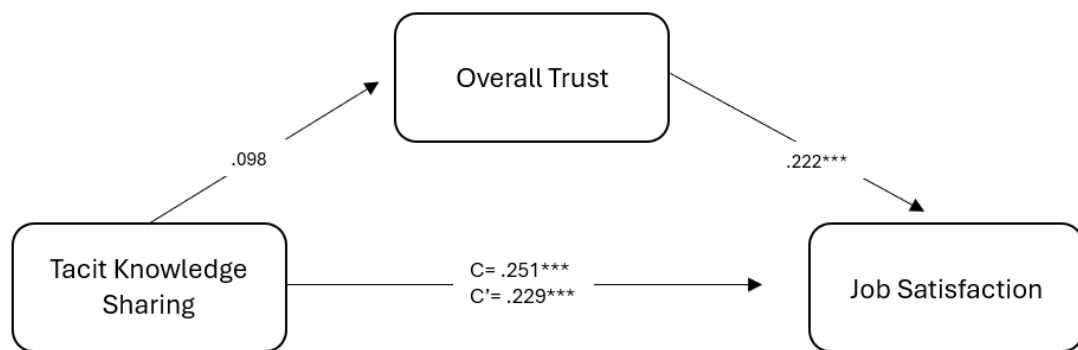 Overall Trust
.098
.222***
Tacit Knowledge
Sharing
C= .251***
C’= .229***
Job Satisfaction